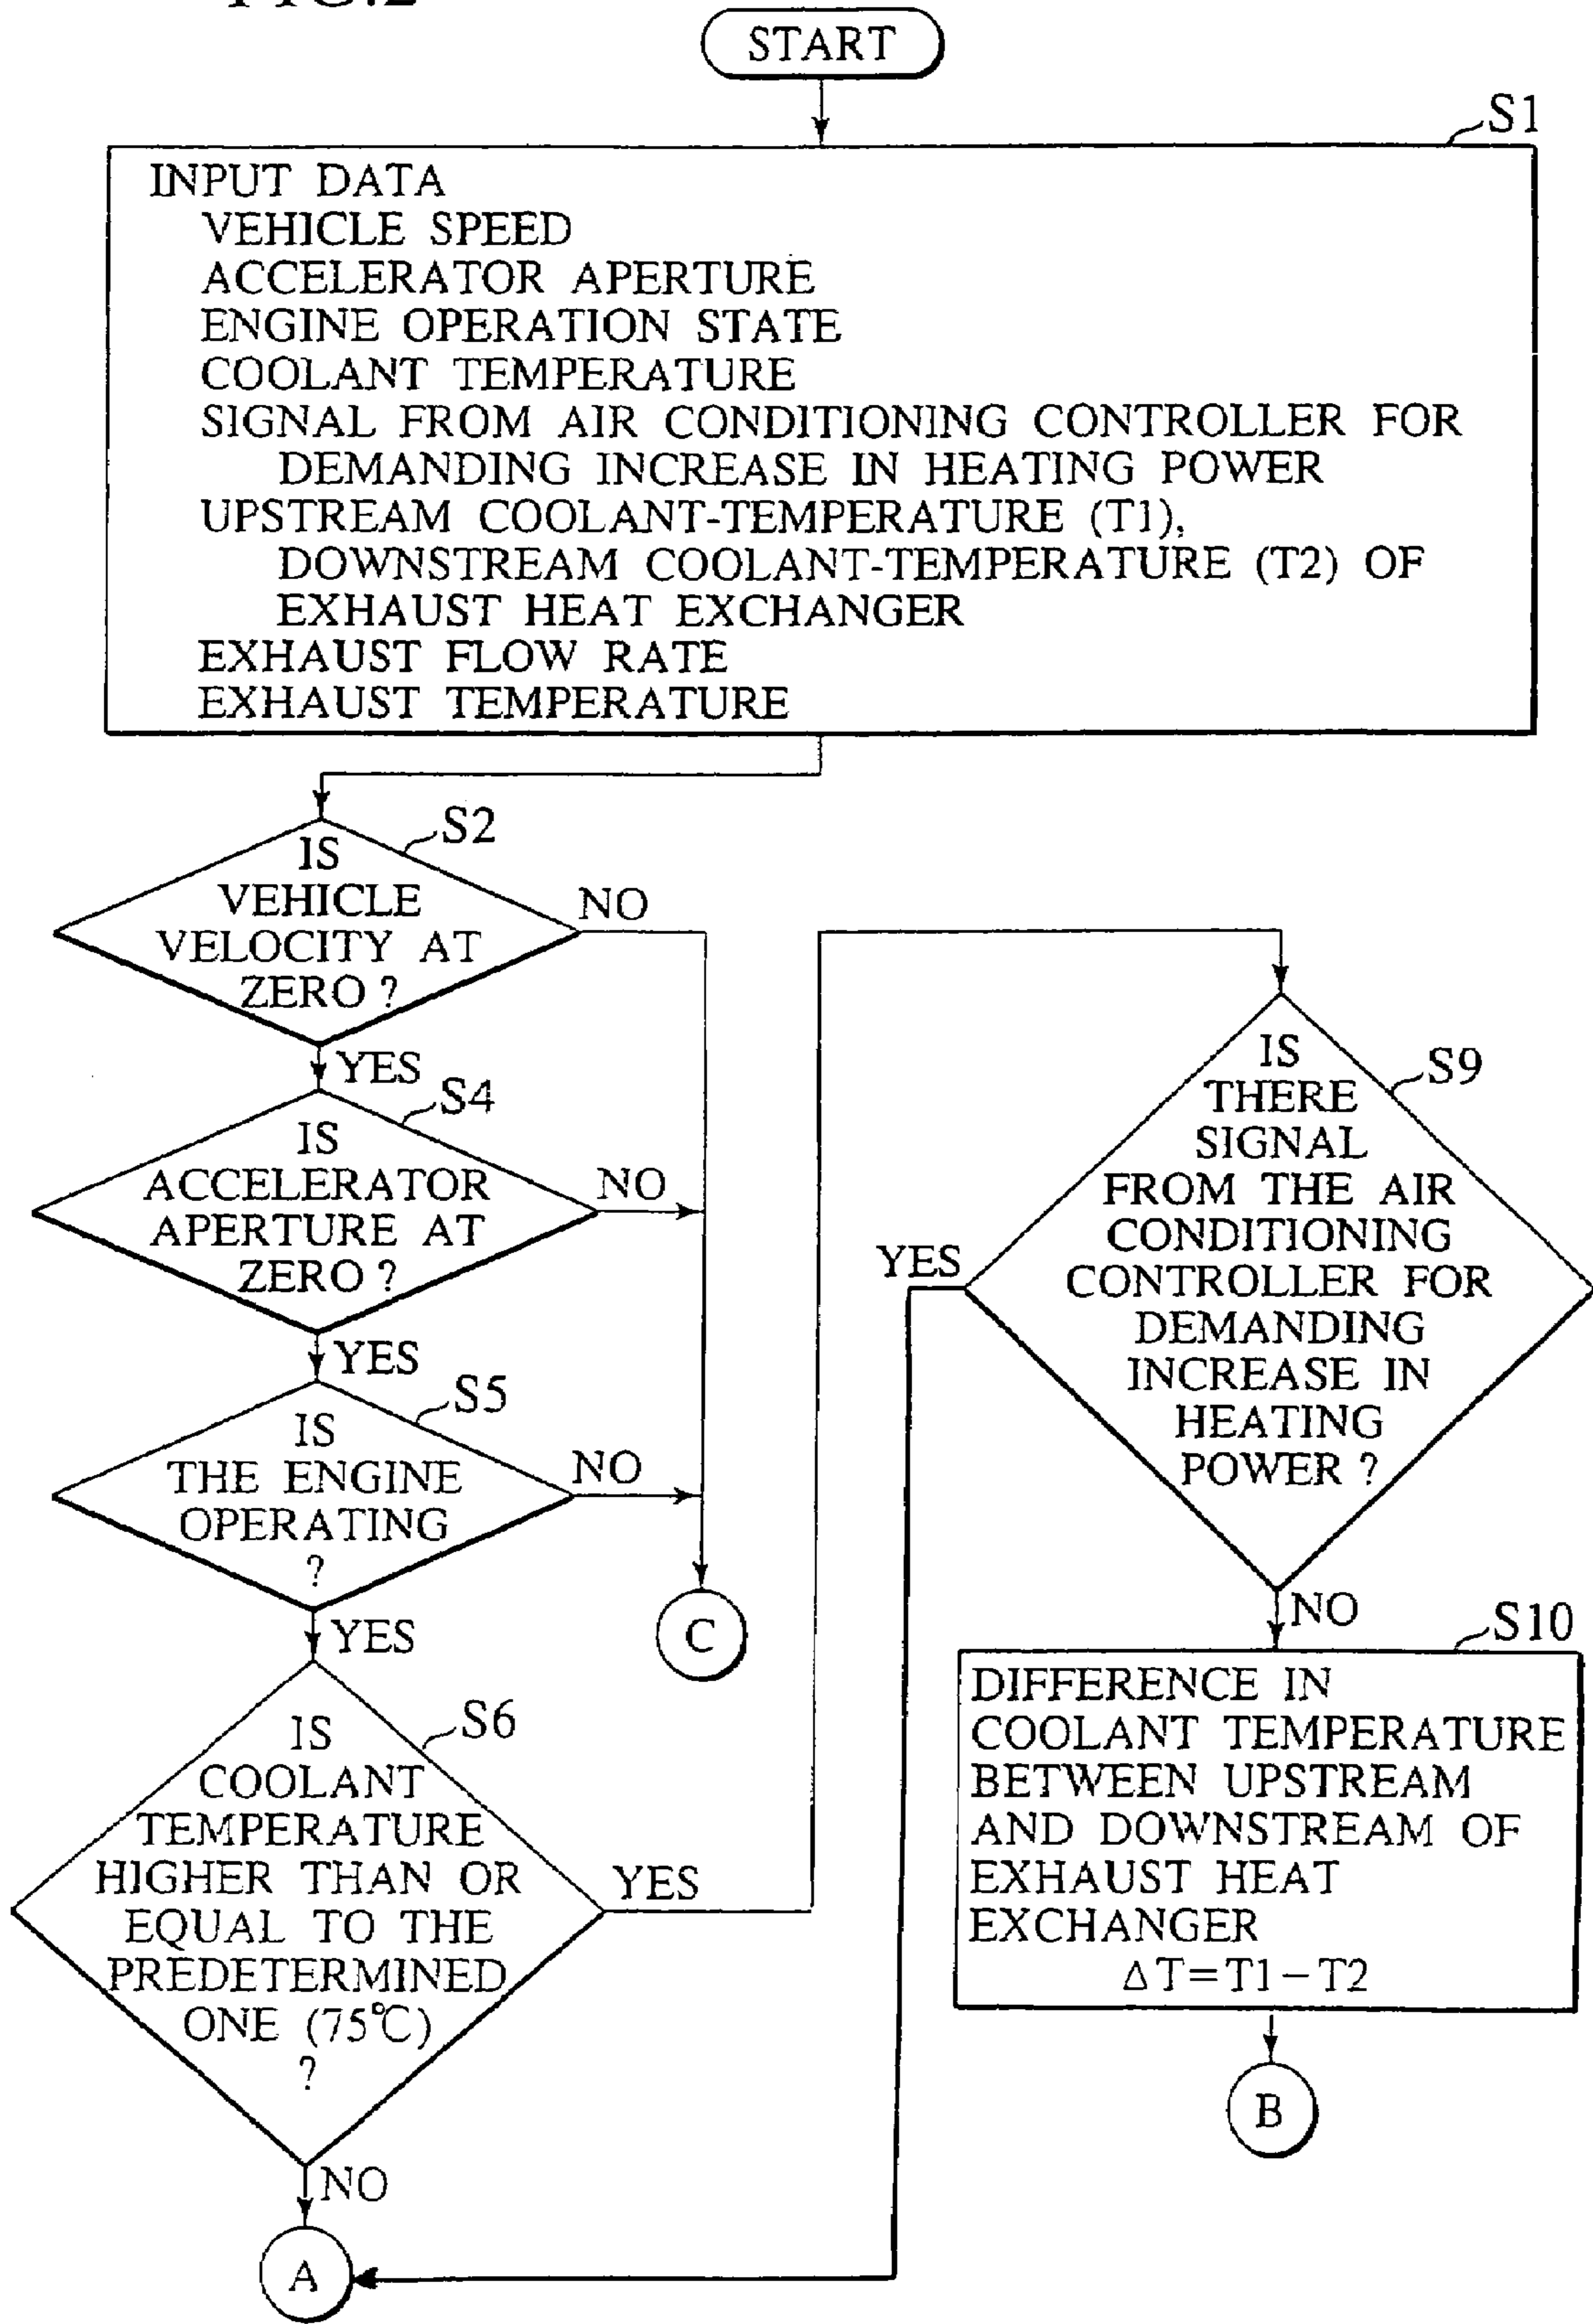 FIG.2
START
S1
INPUT DATA
VEHICLE SPEED
ACCELERATOR APERTURE
ENGINE OPERATION STATE
COOLANT TEMPERATURE
SIGNAL FROM AIR CONDITIONING CONTROLLER FOR
DEMANDING INCREASE IN HEATING POWER
UPSTREAM COOLANT-TEMPERATURE (T1),
DOWNSTREAM COOLANT-TEMPERATURE (T2) OF
EXHAUST HEAT EXCHANGER
EXHAUST FLOW RATE
EXHAUST TEMPERATURE
S2
IS
VEHICLE
VELOCITY AT
ZERO ?
NO
YES
S4
IS
ACCELERATOR
APERTURE AT
ZERO ?
NO
YES
S5
IS
THE ENGINE
OPERATING
?
NO
YES
C
S6
IS
COOLANT
TEMPERATURE
HIGHER THAN OR
EQUAL TO THE
PREDETERMINED
ONE (75℃)
?
YES
NO
A
S9
IS
THERE
SIGNAL
FROM THE AIR
CONDITIONING
CONTROLLER FOR
DEMANDING
INCREASE IN
HEATING
POWER ?
YES
NO
S10
DIFFERENCE IN
COOLANT TEMPERATURE
BETWEEN UPSTREAM
AND DOWNSTREAM OF
EXHAUST HEAT
EXCHANGER
ΔT=T1−T2
B